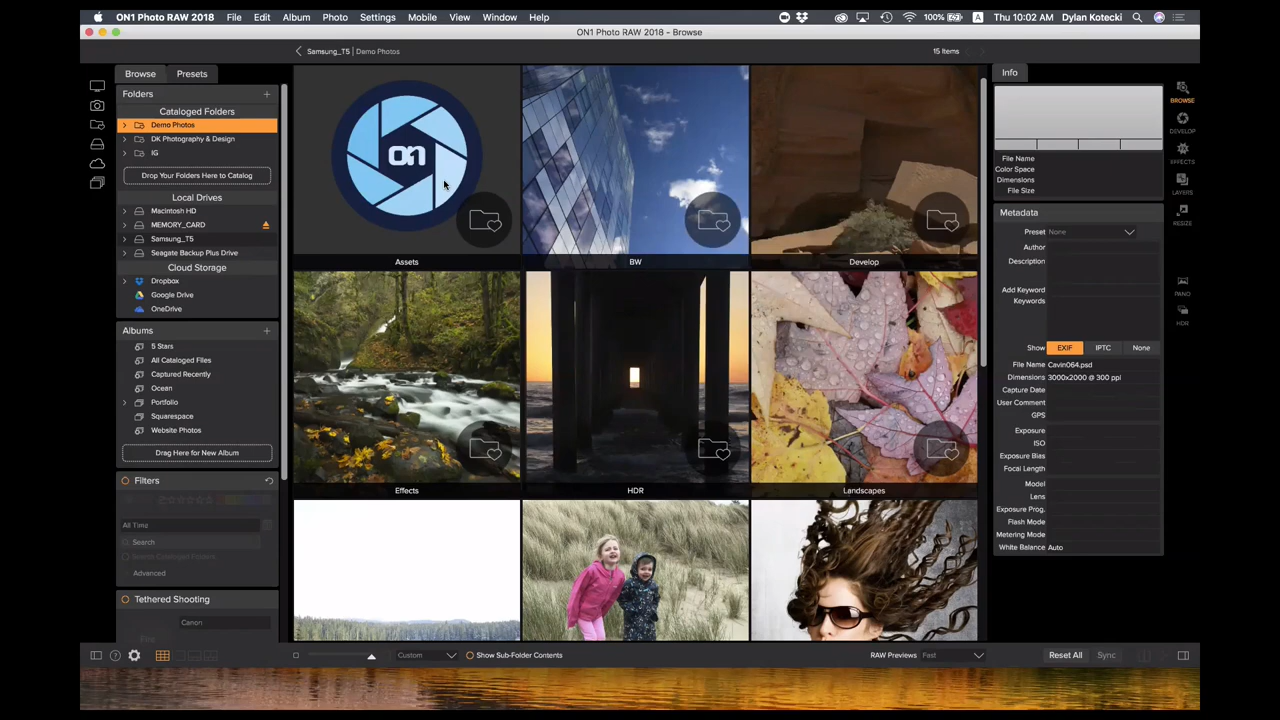 ON1 Photo RAW 2018 File Edit Album Photo Settings Mobile View Window Help 100% A Thu 10:02 AM Dylan Kotecki
ON1 Photo RAW 2018 - Browse
Samsung_T5 | Demo Photos 15 Items
Browse Presets
Folders
Cataloged Folders
Demo Photos
DK Photography & Design
IG
Drop Your Folders Here to Catalog
Local Drives
Macintosh HD
MEMORY_CARD
Samsung_T5
Seagate Backup Plus Drive
Cloud Storage
Dropbox
Google Drive
OneDrive
Albums
5 Stars
All Cataloged Files
Captured Recently
Ocean
Portfolio
Squarespace
Website Photos
Drag Here for New Album
Filters
All Time
Search
Search Cataloged Folders
Advanced
Tethered Shooting
Canon
Fire
on
Assets
BW
Develop
Effects
HDR
Landscapes
Info
File Name
Color Space
Dimensions
File Size
Metadata
Preset None
Author
Description
Add Keyword
Keywords
Show EXIF IPTC None
File Name Cavin064.psd
Dimensions 3000x2000 @ 300 ppi
Capture Date
User Comment
GPS
Exposure
ISO
Exposure Bias
Focal Length
Model
Lens
Exposure Prog.
Flash Mode
Metering Mode
White Balance Auto
BROWSE
DEVELOP
EFFECTS
LAYERS
RESIZE
PANO
HDR
Custom Show Sub-Folder Contents RAW Previews Fast Reset All Sync